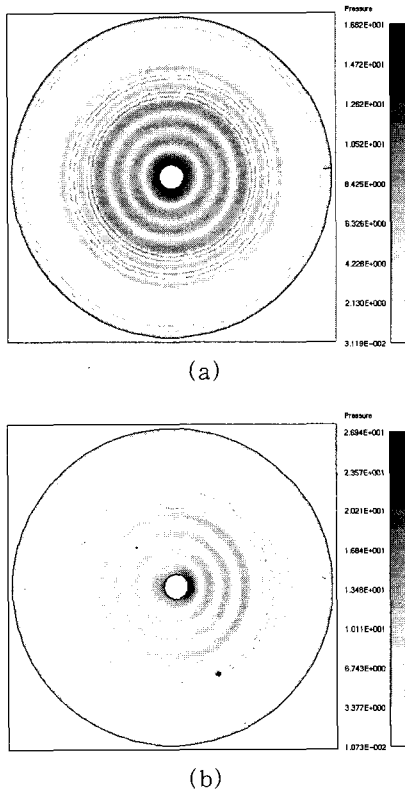 Pressure
1.682E+001
1.472E+001
1.262E+001
1.052E+001
8.425E+000
6.326E+000
4.228E+000
2.130E+000
3.119E-002
(a)
Pressure
2.694E+001
2.357E+001
2.021E+001
1.684E+001
1.348E+001
1.011E+001
6.743E+000
3.377E+000
1.073E-002
(b)